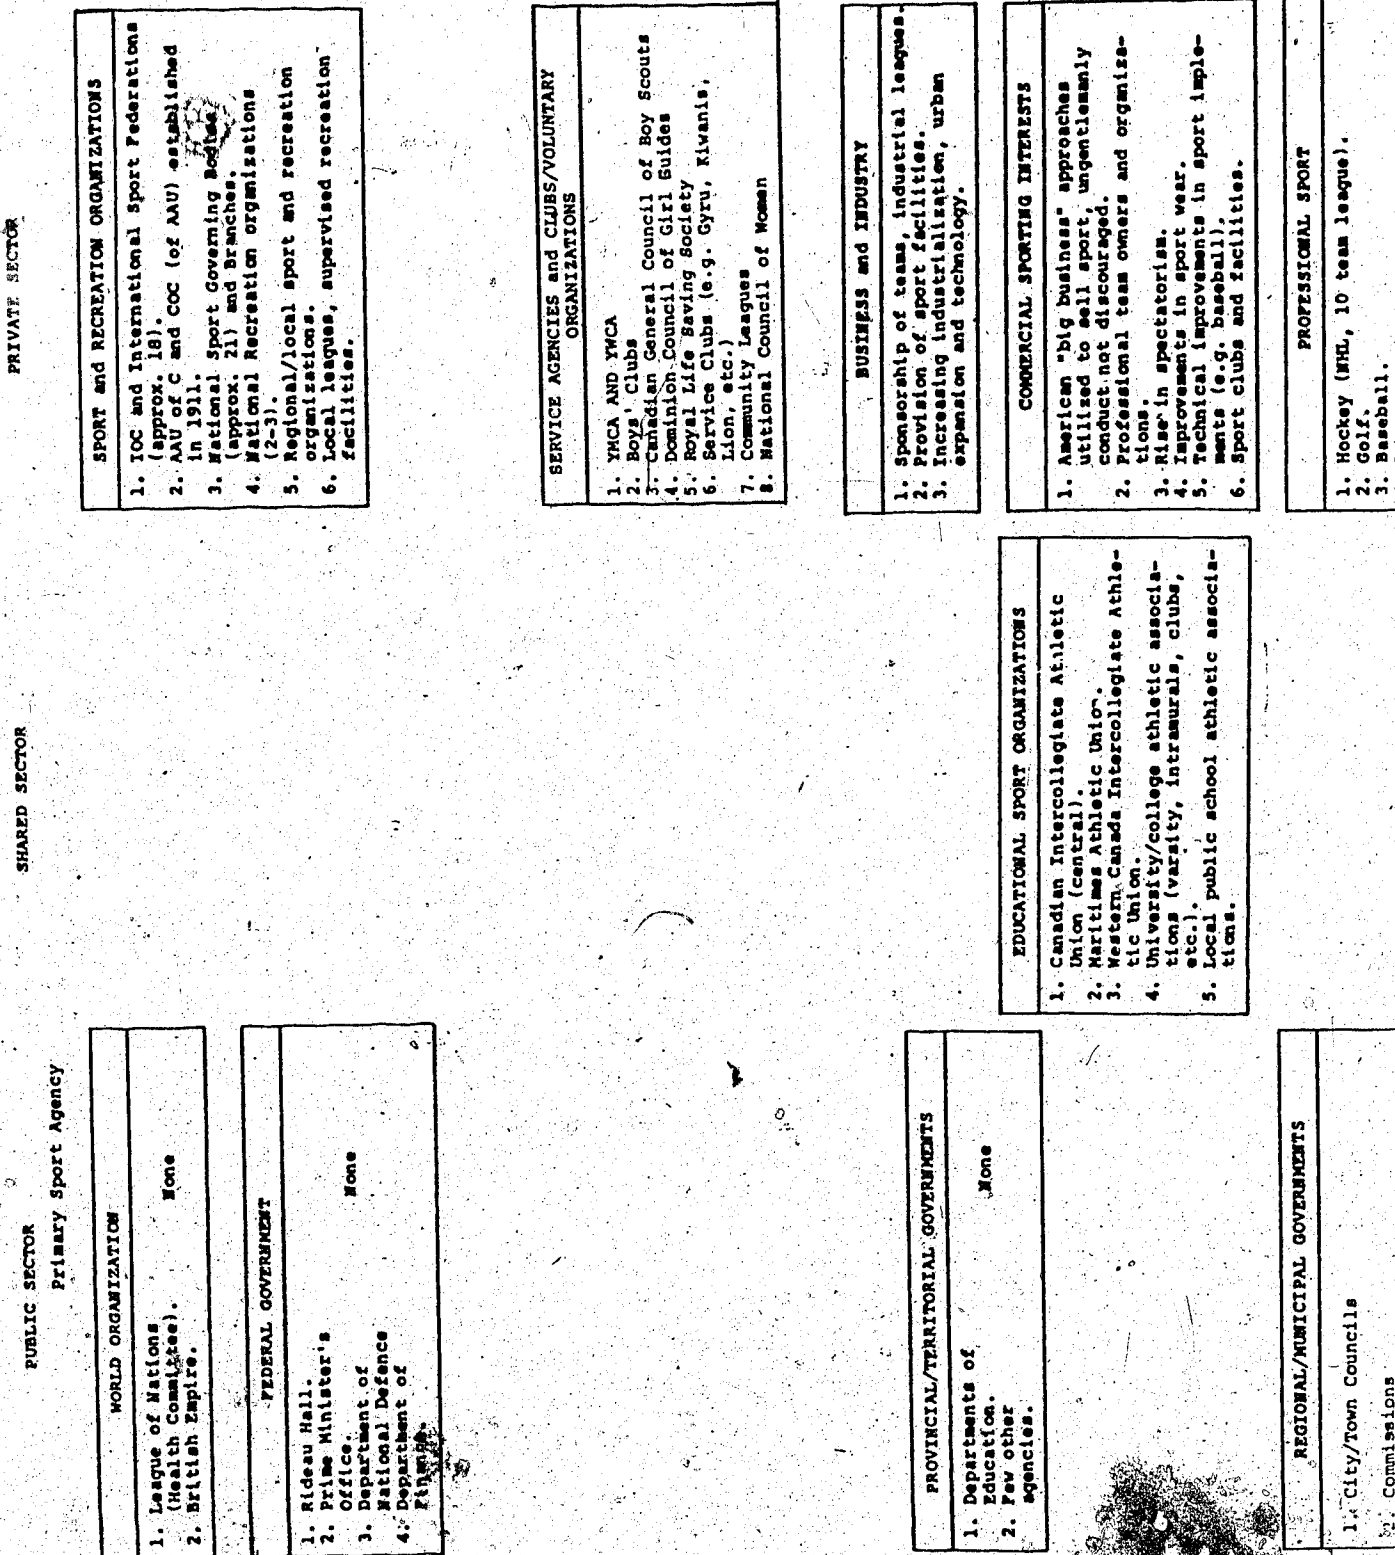 PUBLIC SECTOR
Primary Sport Agency
WORLD ORGANIZATION
1. League of Nations
(Health Committee).
None
2. British Empire.
FEDERAL GOVERNMENT
1. Rideau Hall.
2. Prime Minister's
Office.
None
3. Department of
National Defence
4. Department of
Finance.
PROVINCIAL/TERRITORIAL GOVERNMENTS
1. Departments of
Education.
None
2. Few other
agencies.
REGIONAL/MUNICIPAL GOVERNMENTS
1. City/Town Councils
2. Commissions
SHARED SECTOR
EDUCATIONAL SPORT ORGANIZATIONS
1. Canadian Intercollegiate Athletic
Union (central).
2. Maritimes Athletic Union.
3. Western Canada Intercollegiate Athle-
tic Union.
4. University/college athletic associa-
tions (varsity, intramurals, clubs,
etc.).
5. Local public school athletic associa-
tions.
PRIVATE SECTOR
SPORT and RECREATION ORGANIZATIONS
1. IOC and International Sport Federations
(approx. 18).
2. AAU of C and COC (of AAU) established
in 1911.
3. National Sport Governing Bodies
(approx. 21) and Branches.
4. National Recreation organizations
(2-3).
5. Regional/local sport and recreation
organizations.
6. Local leagues, supervised recreation
facilities.
SERVICE AGENCIES and CLUBS/VOLUNTARY
ORGANIZATIONS
1. YMCA AND YWCA
2. Boys' Clubs
3. Canadian General Council of Boy Scouts
4. Dominion Council of Girl Guides
5. Royal Life Saving Society
6. Service Clubs (e.g. Gyru, Kiwanis,
Lion, etc.)
7. Community Leagues
8. National Council of Women
BUSINESS and INDUSTRY
1. Sponsorship of teams, industrial leagues.
2. Provision of sport facilities.
3. Increasing industrialization, urban
expansion and technology.
COMMERCIAL SPORTING INTERESTS
1. American "big business" approaches
utilized to sell sport, ungentlemanly
conduct not discouraged.
2. Professional team owners and organiza-
tions.
3. Rise in spectatorism.
4. Improvements in sport wear.
5. Technical improvements in sport imple-
ments (e.g. baseball).
6. Sport clubs and facilities.
PROFESSIONAL SPORT
1. Hockey (NHL, 10 team league).
2. Golf.
3. Baseball.